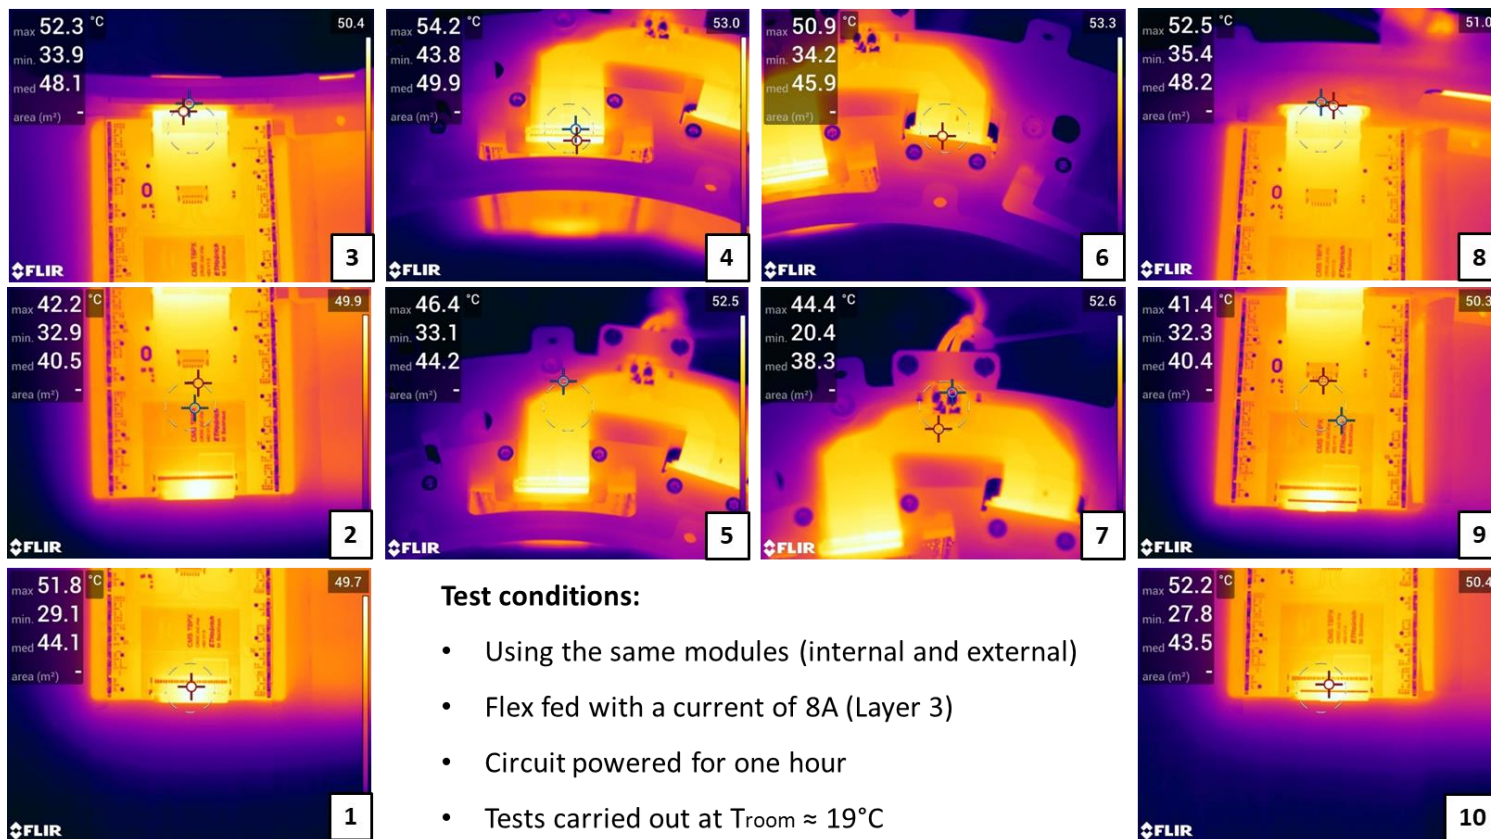 max 52.3 °C
min. 33.9
med 48.1
area (m²) -
50.4
FLIR
3
max 54.2 °C
min. 43.8
med 49.9
area (m²) -
53.0
FLIR
4
max 50.9 °C
min. 34.2
med 45.9
area (m²) -
53.3
FLIR
6
max 52.5 °C
min. 35.4
med 48.2
area (m²) -
51.0
CMS TBPX
ETHzürich
0
FLIR
8
max 42.2 °C
min. 32.9
med 40.5
area (m²) -
49.9
FLIR
2
max 46.4 °C
min. 33.1
med 44.2
area (m²) -
52.5
FLIR
5
max 44.4 °C
min. 20.4
med 38.3
area (m²) -
52.6
FLIR
7
max 41.4 °C
min. 32.3
med 40.4
area (m²) -
50.3
FLIR
9
max 51.8 °C
min. 29.1
med 44.1
area (m²) -
49.7
FLIR
1
Test conditions:
• Using the same modules (internal and external)
• Flex fed with a current of 8A (Layer 3)
• Circuit powered for one hour
• Tests carried out at Troom ≈ 19°C
max 52.2 °C
min. 27.8
med 43.5
area (m²) -
50.4
FLIR
10